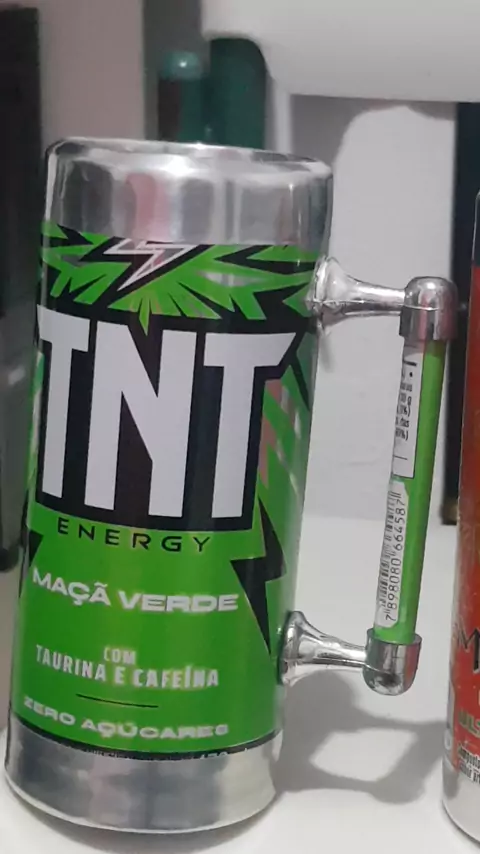 TNT
ENERGY
MAÇÃ VERDE
COM
TAURINA E CAFEÍNA
ZERO AÇÚCARES
7 898080 664587